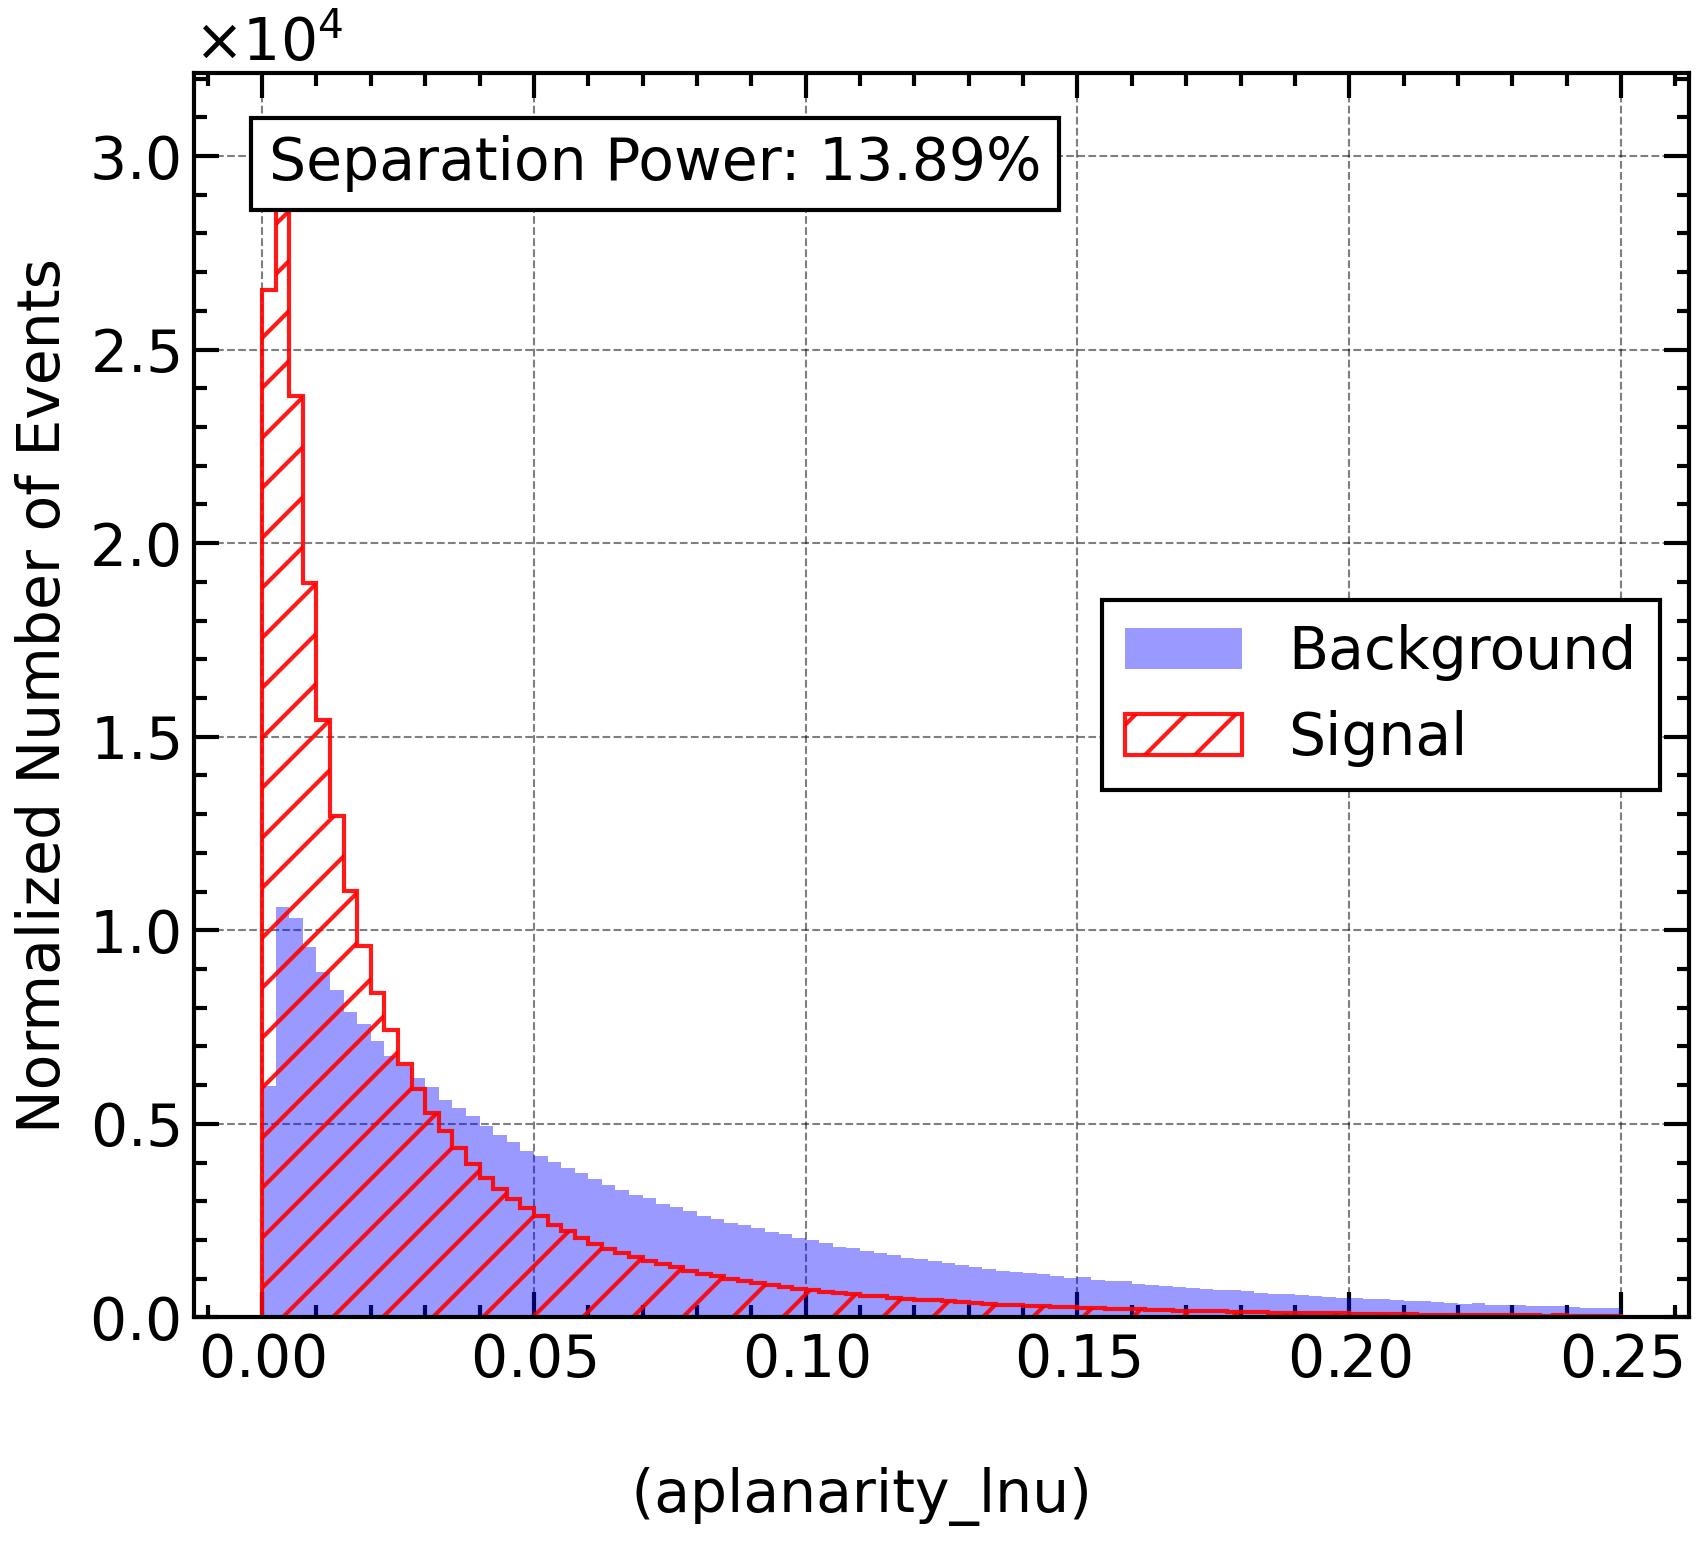 ×10⁴
Separation Power: 13.89%
3.0
2.5
2.0
1.5
1.0
0.5
0.0
Normalized Number of Events
Background
Signal
0.00 0.05 0.10 0.15 0.20 0.25
(aplanarity_lnu)